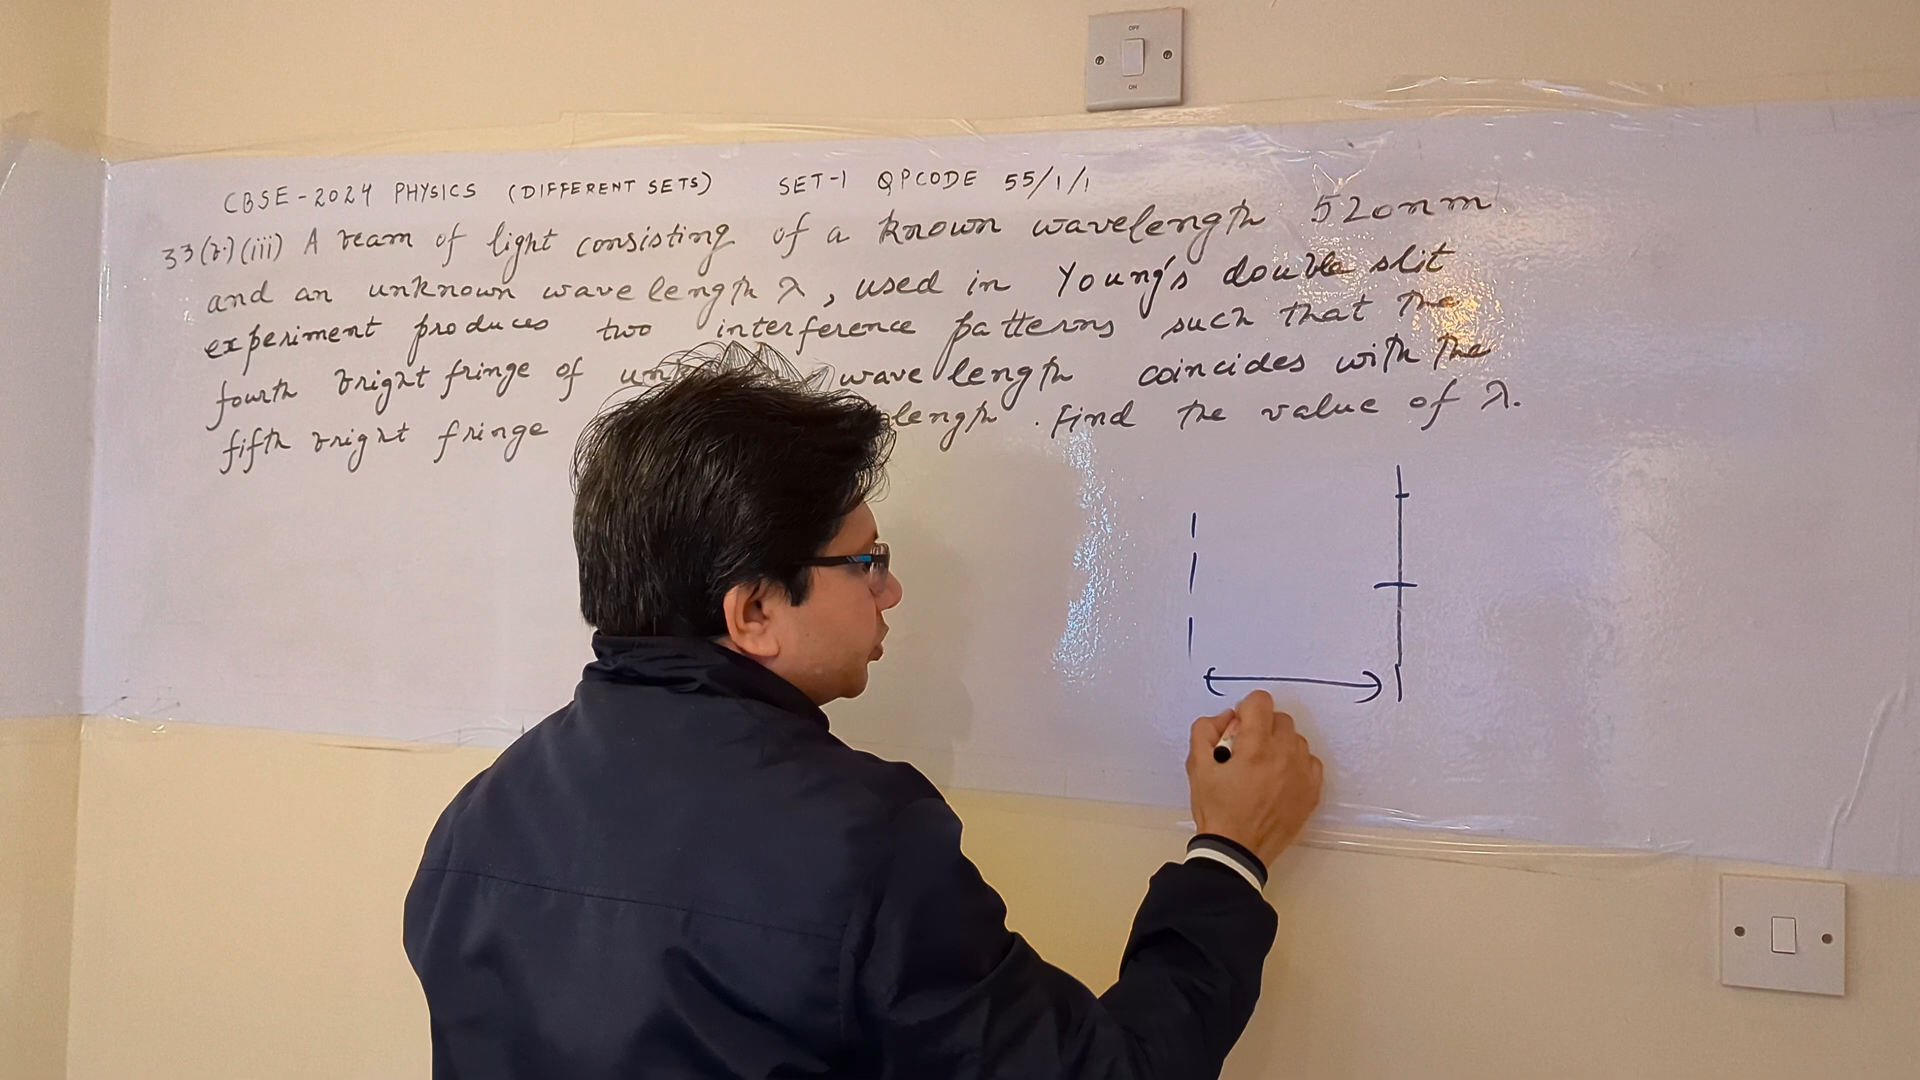 OFF
ON
CBSE-2024 PHYSICS (DIFFERENT SETS) SET-1 QPCODE 55/1/1
33(b)(iii) A beam of light consisting of a known wavelength 520nm
and an unknown wavelength λ, used in Young's double slit
experiment produces two interference patterns such that the
fourth bright fringe of wavelength coincides with the
fifth bright fringe length. Find the value of λ.